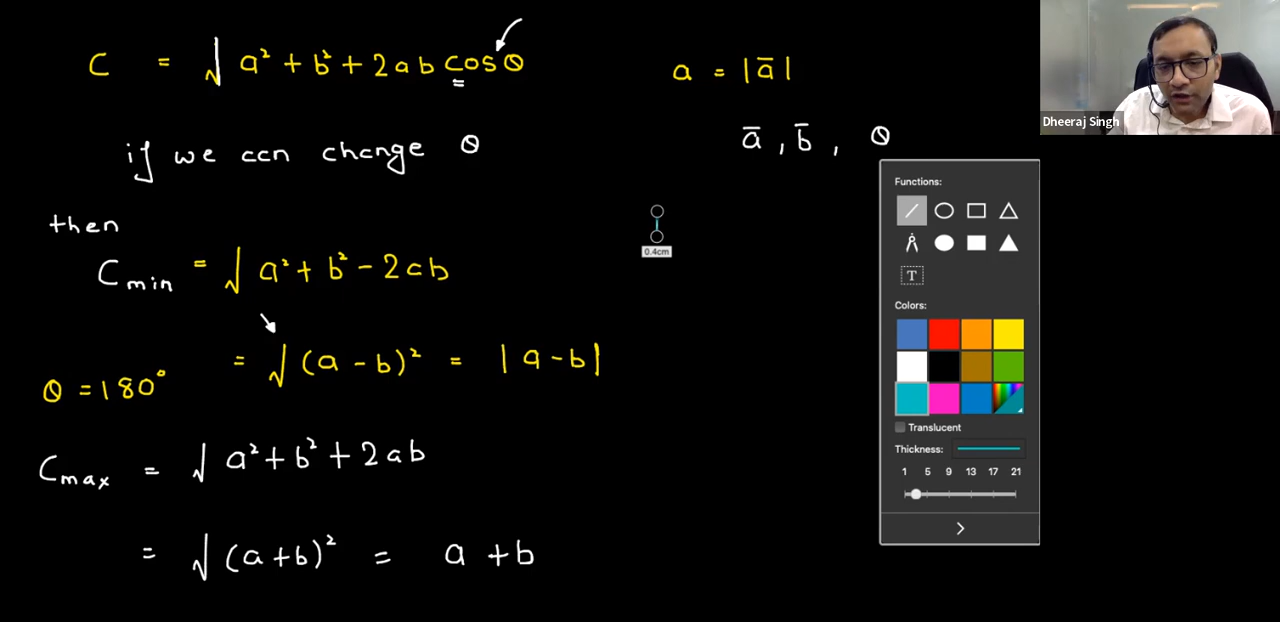 c = √a² + b² + 2ab cosθ
if we can change θ
then
Cmin = √a² + b² - 2ab
= √(a - b)² = |a - b|
θ = 180°
Cmax = √a² + b² + 2ab
= √(a + b)² = a + b
a = |a̅|
a̅, b̅, θ
0.4cm
Dheeraj Singh
Functions:
T
Colors:
Translucent
Thickness:
1 5 9 13 17 21